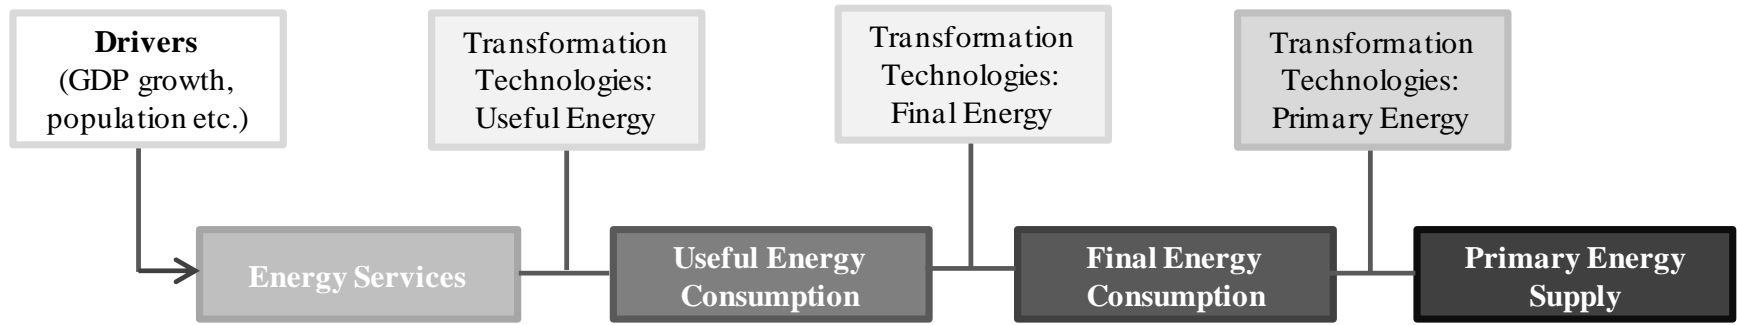 Drivers
(GDP growth,
population etc.)
Transformation
Technologies:
Useful Energy
Transformation
Technologies:
Final Energy
Transformation
Technologies:
Primary Energy
Energy Services
Useful Energy
Consumption
Final Energy
Consumption
Primary Energy
Supply